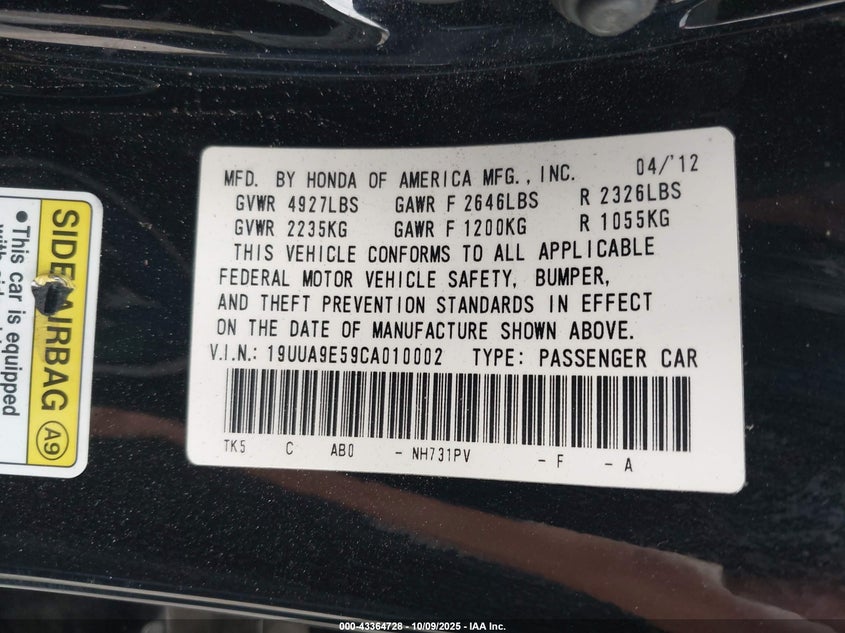 MFD. BY HONDA OF AMERICA MFG., INC. 04/'12
GVWR 4927LBS GAWR F 2646LBS R 2326LBS
GVWR 2235KG GAWR F 1200KG R 1055KG
THIS VEHICLE CONFORMS TO ALL APPLICABLE
FEDERAL MOTOR VEHICLE SAFETY, BUMPER,
AND THEFT PREVENTION STANDARDS IN EFFECT
ON THE DATE OF MANUFACTURE SHOWN ABOVE.
V.I.N.: 19UUA9E59CA010002 TYPE: PASSENGER CAR
TK5 C AB0 - NH731PV - F - A
SIDE AIRBAG A9
•This car is equipped
000-43364728 - 10/09/2025 - IAA Inc.